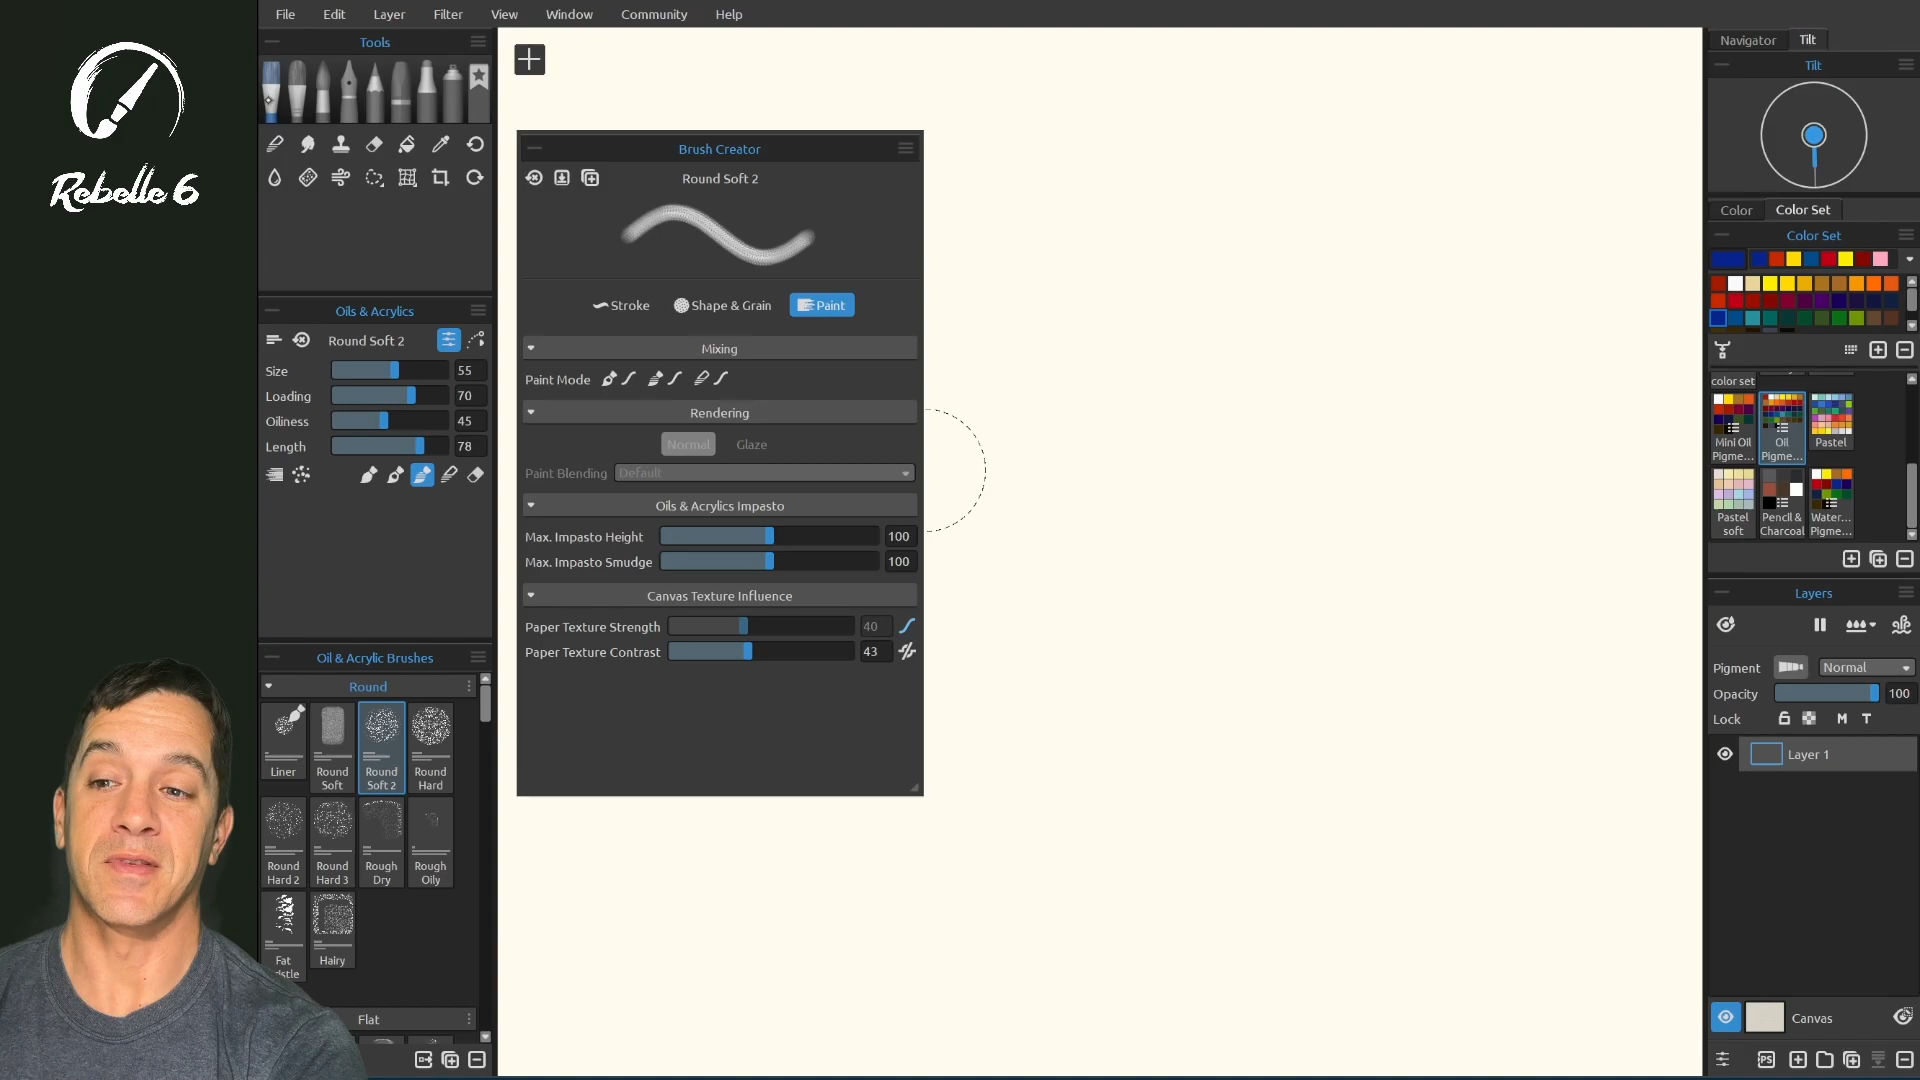 Rebelle 6
File Edit Layer Filter View Window Community Help
Tools
Oils & Acrylics
Round Soft 2
Size 55
Loading 70
Oiliness 45
Length 78
Oil & Acrylic Brushes
Round
Liner
Round Soft
Round Soft 2
Round Hard
Round Hard 2
Round Hard 3
Rough Dry
Rough Oily
Fat
Hairy
Flat
Brush Creator
Round Soft 2
Stroke Shape & Grain Paint
Mixing
Paint Mode
Rendering
Normal Glaze
Paint Blending Default
Oils & Acrylics Impasto
Max. Impasto Height 100
Max. Impasto Smudge 100
Canvas Texture Influence
Paper Texture Strength 40
Paper Texture Contrast 43
Navigator Tilt
Tilt
Color Color Set
Color Set
color set
Mini Oil Pigme...
Oil Pigme...
Pastel
Pastel soft
Pencil & Charcoal
Water... Pigme...
Layers
Pigment Normal
Opacity 100
Lock M T
Layer 1
Canvas
PS